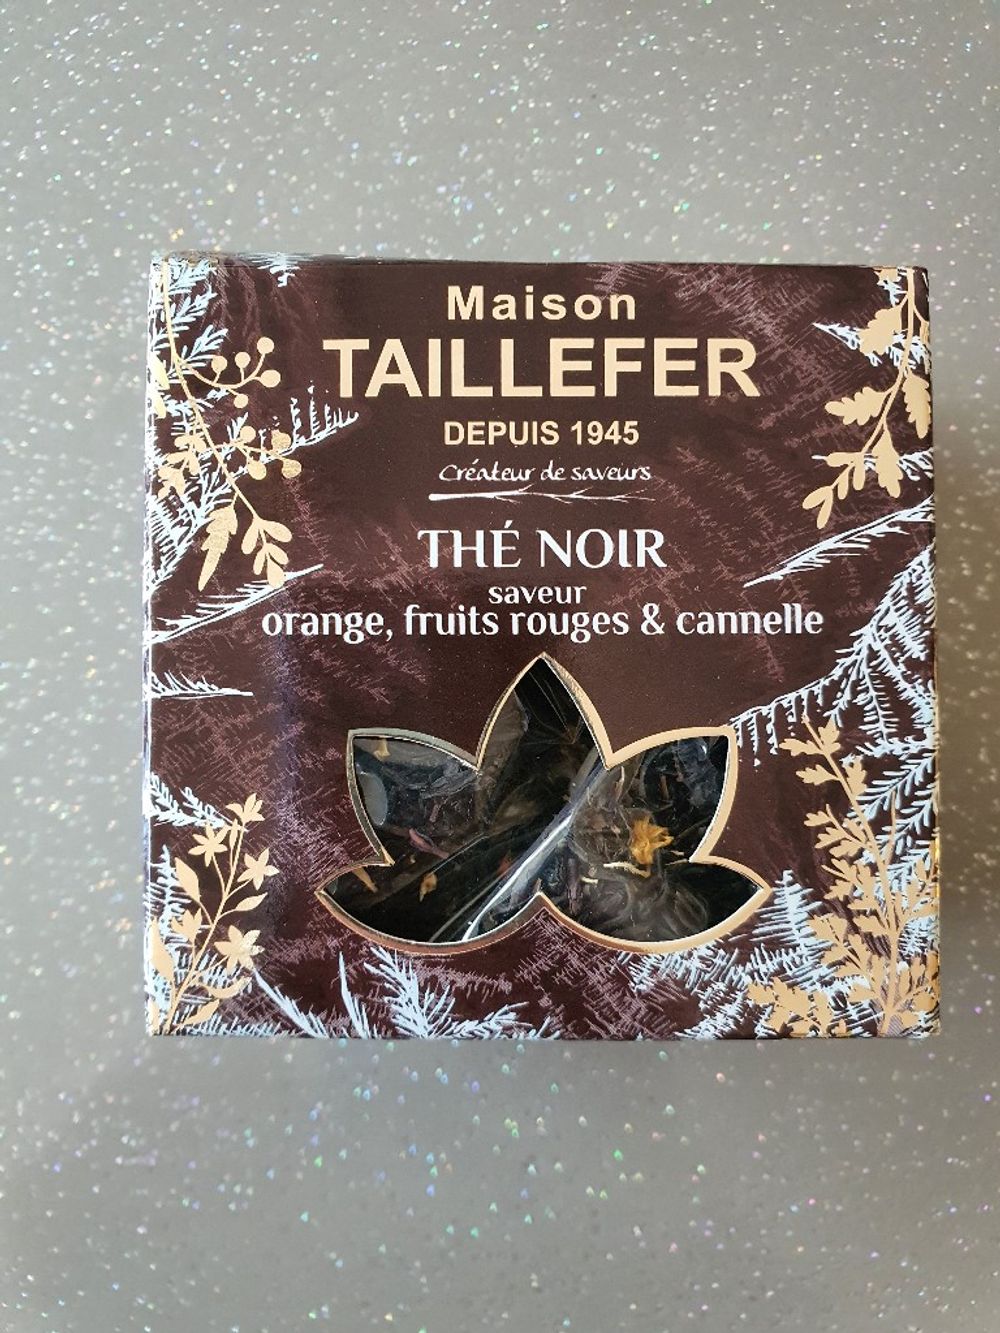 Maison
TAILLEFER
DEPUIS 1945
Créateur de saveurs
THÉ NOIR
saveur
orange, fruits rouges & cannelle